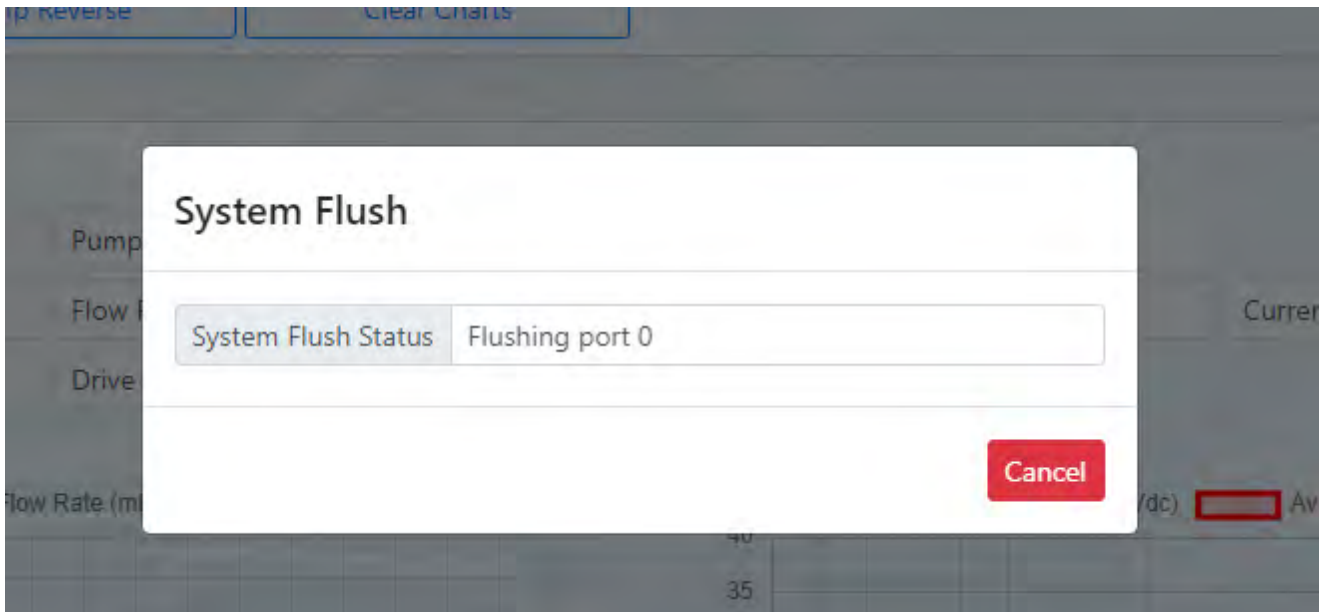 Clear Charts
System Flush
Pump
Flow
System Flush Status Flushing port 0
Curren
Drive
Cancel
Flow Rate (m
/dc)
Av
40
35